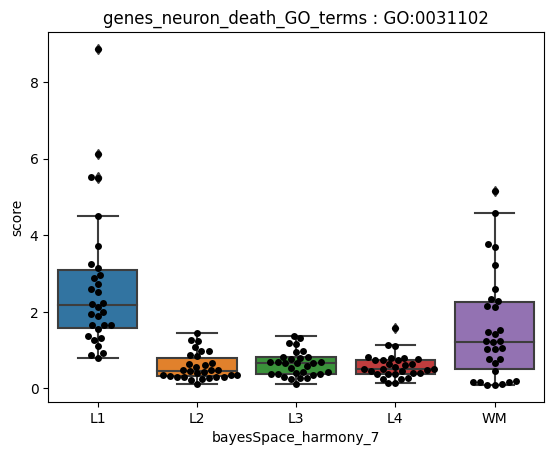 genes_neuron_death_GO_terms : GO:0031102
8
6
4
2
0
score
L1 L2 L3 L4 WM
bayesSpace_harmony_7